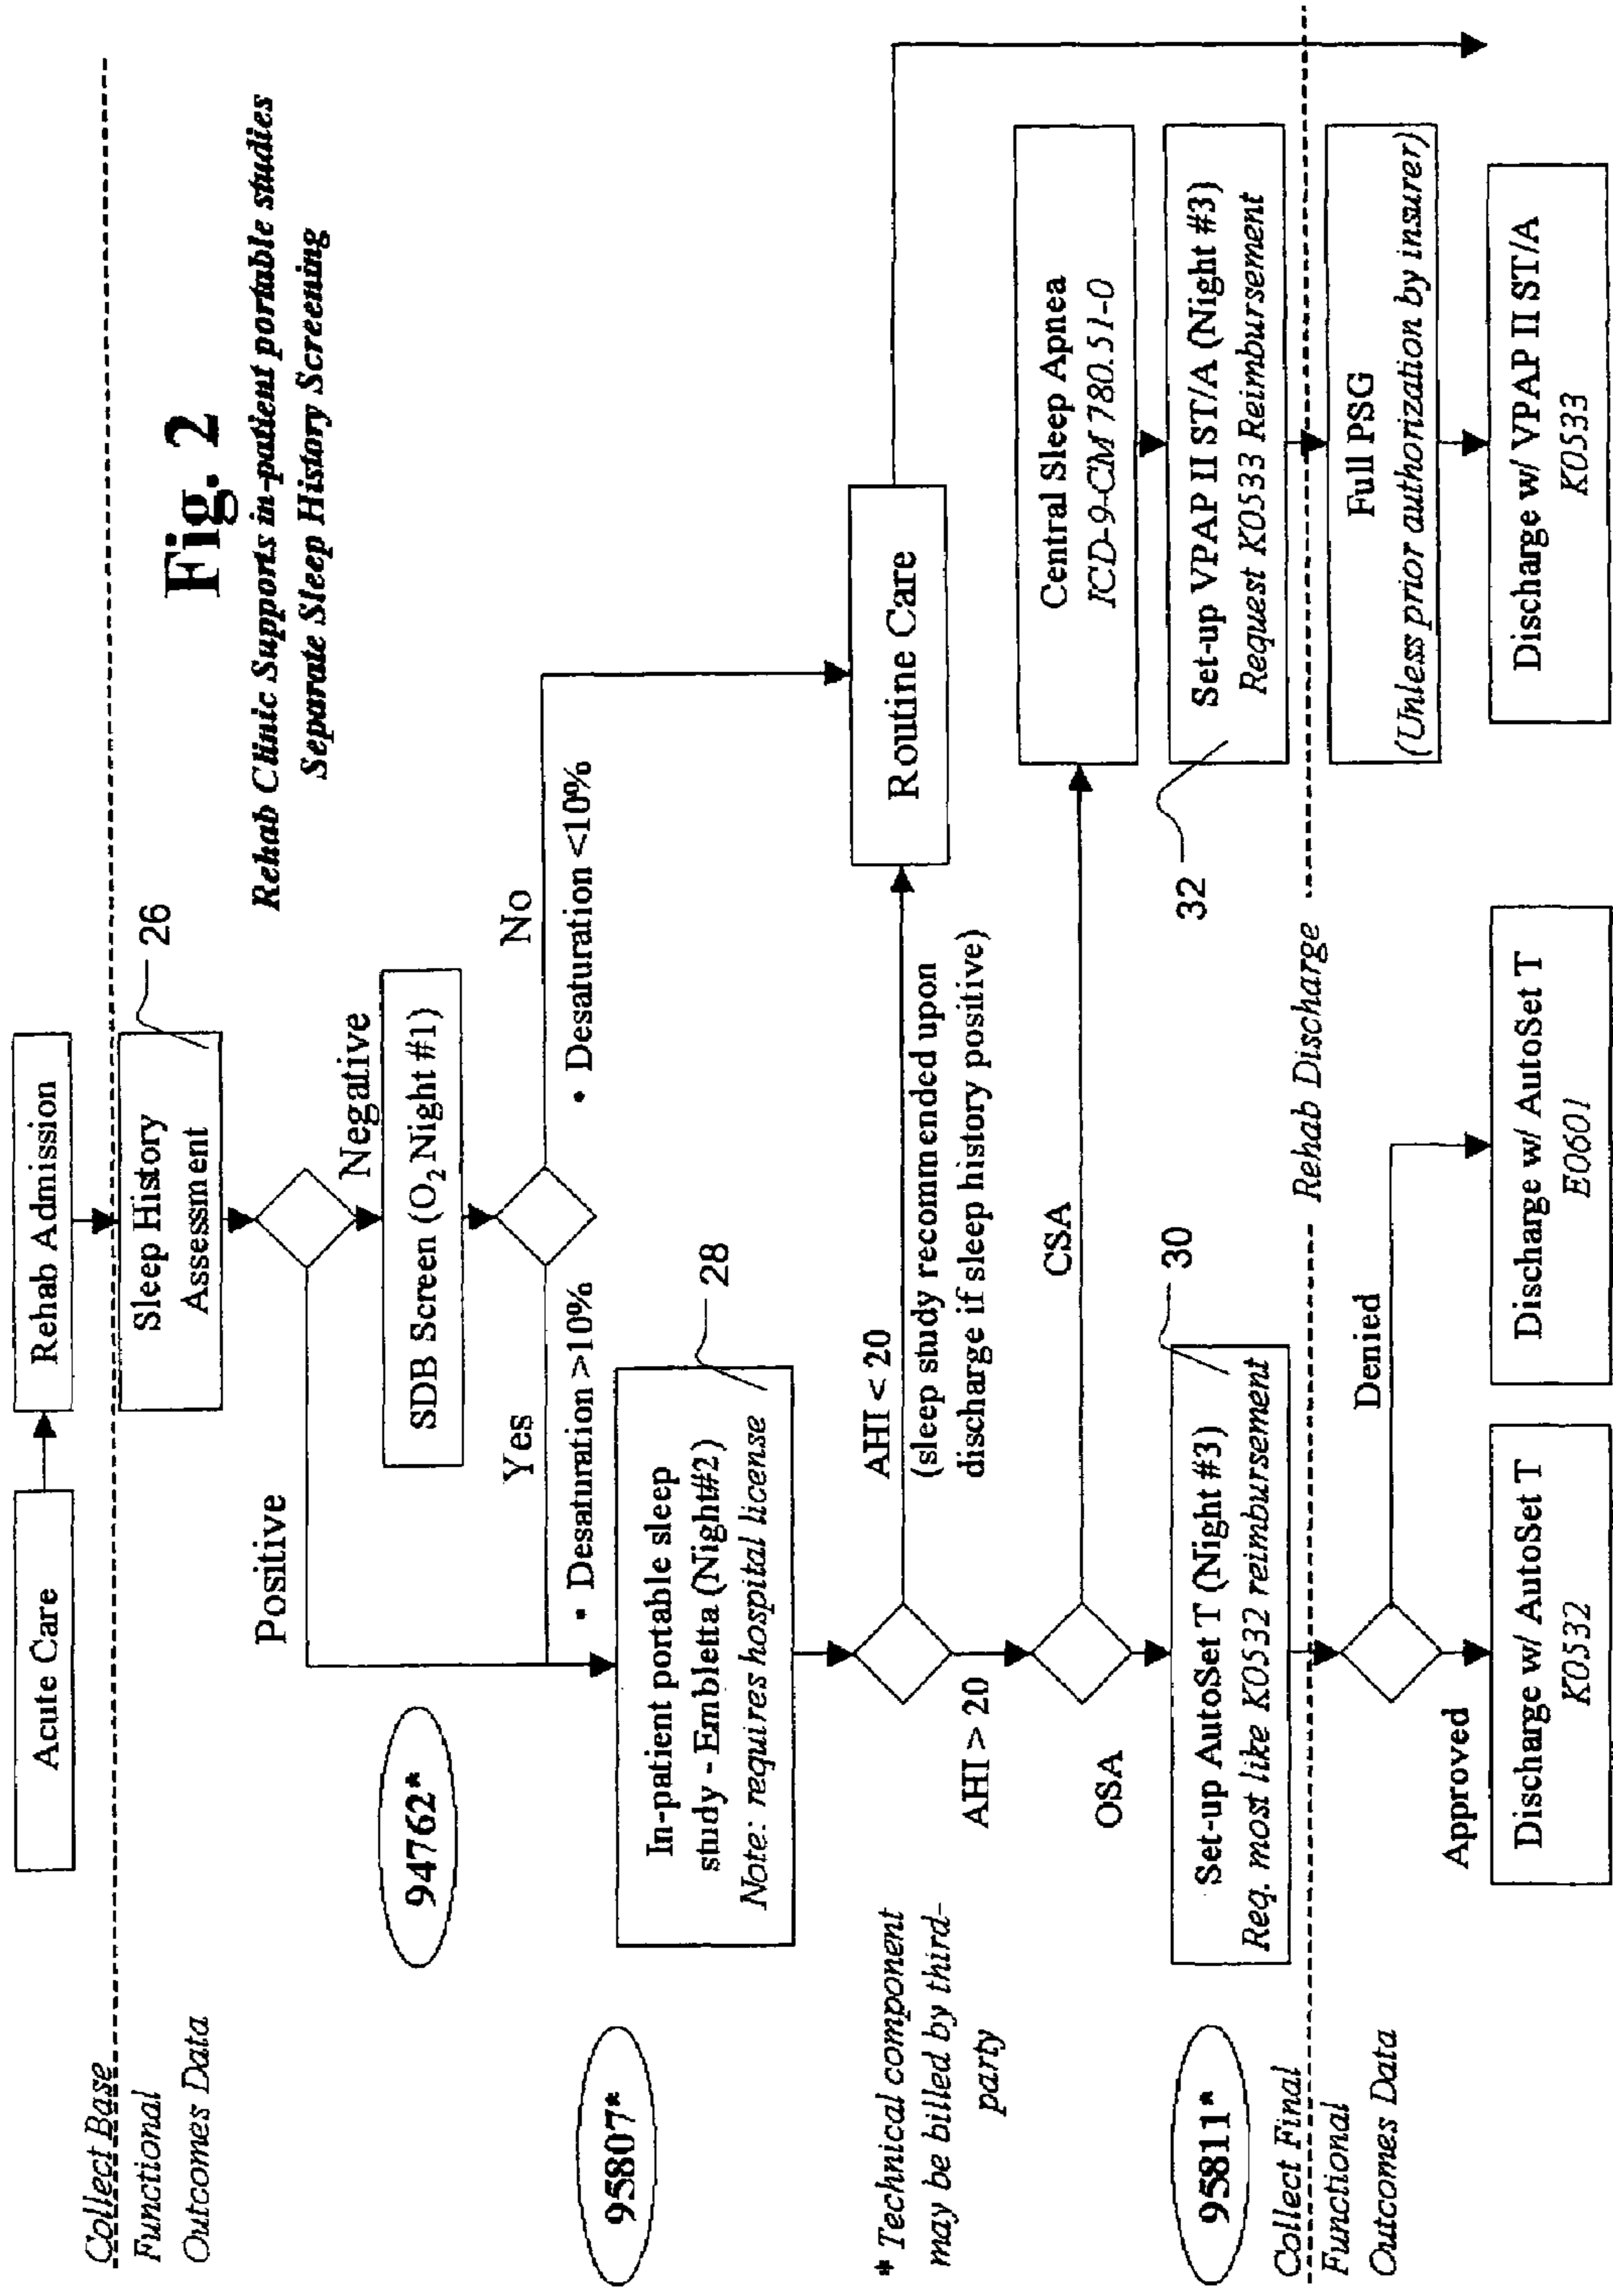 Fig. 2
Rehab Clinic Supports in-patient portable studies
Separate Sleep History Screening
Acute Care
Rehab Admission
Collect Base
Functional
Outcomes Data
Sleep History
Assessment
26
Positive
Negative
94762*
SDB Screen (O₂ Night #1)
Yes
No
• Desaturation >10%
• Desaturation <10%
95807*
In-patient portable sleep
study - Embletta (Night#2)
Note: requires hospital license
28
* Technical component
may be billed by third-
party
AHI < 20
(sleep study recommended upon
discharge if sleep history positive)
Routine Care
AHI > 20
OSA
CSA
Central Sleep Apnea
ICD-9-CM 780.51-0
95811*
Set-up AutoSet T (Night #3)
Req. most like K0532 reimbursement
30
32
Set-up VPAP II ST/A (Night #3)
Request K0533 Reimbursement
Collect Final
Functional
Outcomes Data
Rehab Discharge
Approved
Denied
Full PSG
(Unless prior authorization by insurer)
Discharge w/ AutoSet T
K0532
Discharge w/ AutoSet T
E0601
Discharge w/ VPAP II ST/A
K0533